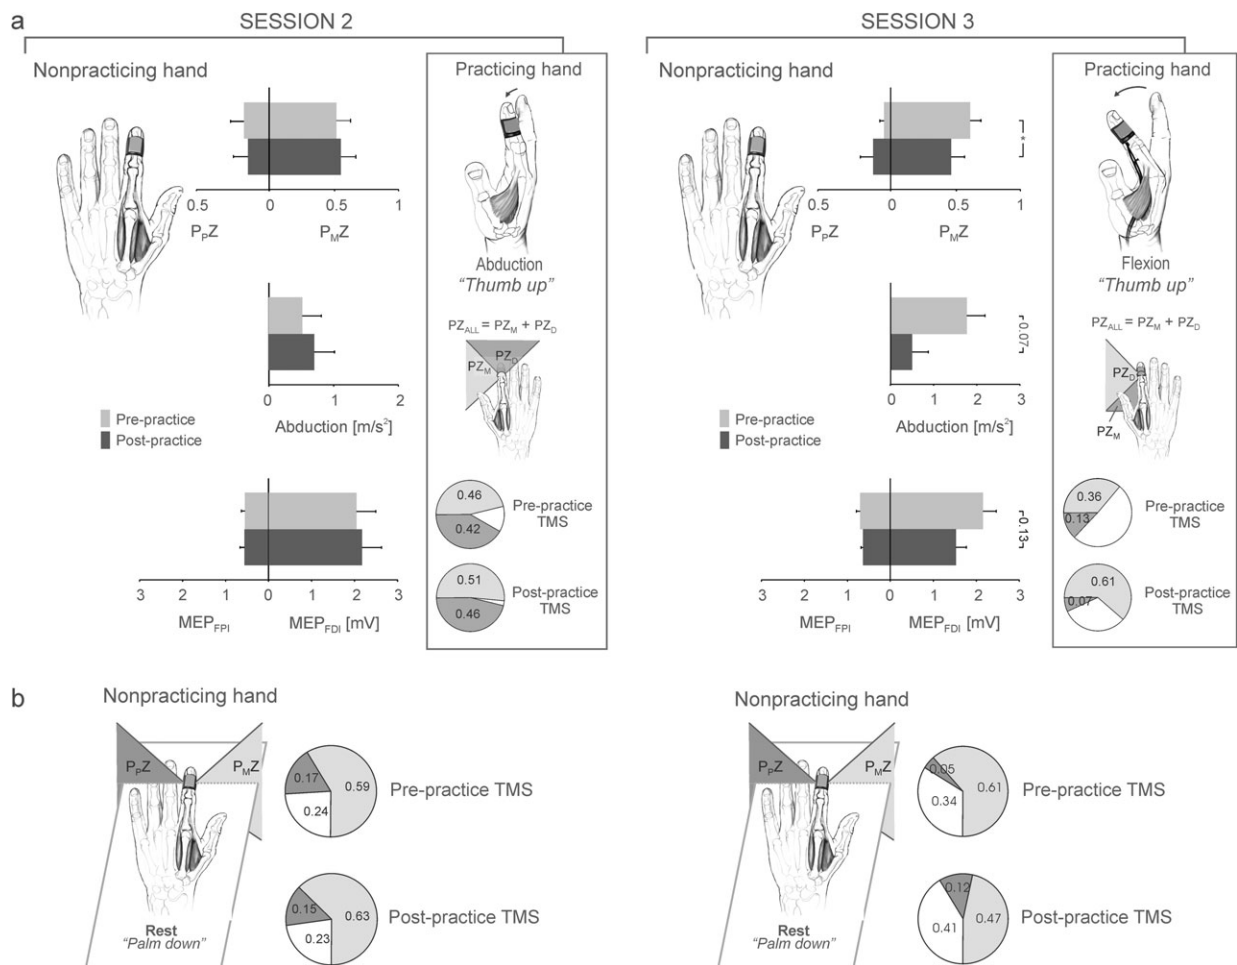 a
SESSION 2
Nonpracticing hand
0.5 0 0.5 1
PPZ PMZ
0 1 2
Abduction [m/s²]
Pre-practice
Post-practice
3 2 1 0 1 2 3
MEPFPI MEPFDI [mV]
Practicing hand
Abduction
"Thumb up"
PZALL = PZM + PZD
PZD
PZM
0.46
0.42
Pre-practice
TMS
0.51
0.46
Post-practice
TMS
SESSION 3
Nonpracticing hand
*
0.5 0 0.5 1
PPZ PMZ
0.07
0 1 2 3
Abduction [m/s²]
Pre-practice
Post-practice
0.13
3 2 1 0 1 2 3
MEPFPI MEPFDI [mV]
Practicing hand
Flexion
"Thumb up"
PZALL = PZM + PZD
PZD
PZM
0.36
0.13
Pre-practice
TMS
0.61
0.07
Post-practice
TMS
b
Nonpracticing hand
PPZ PMZ
Rest
"Palm down"
0.17 0.59
0.24
Pre-practice TMS
0.15 0.63
0.23
Post-practice TMS
Nonpracticing hand
PPZ PMZ
Rest
"Palm down"
0.05 0.61
0.34
Pre-practice TMS
0.12
0.41 0.47
Post-practice TMS